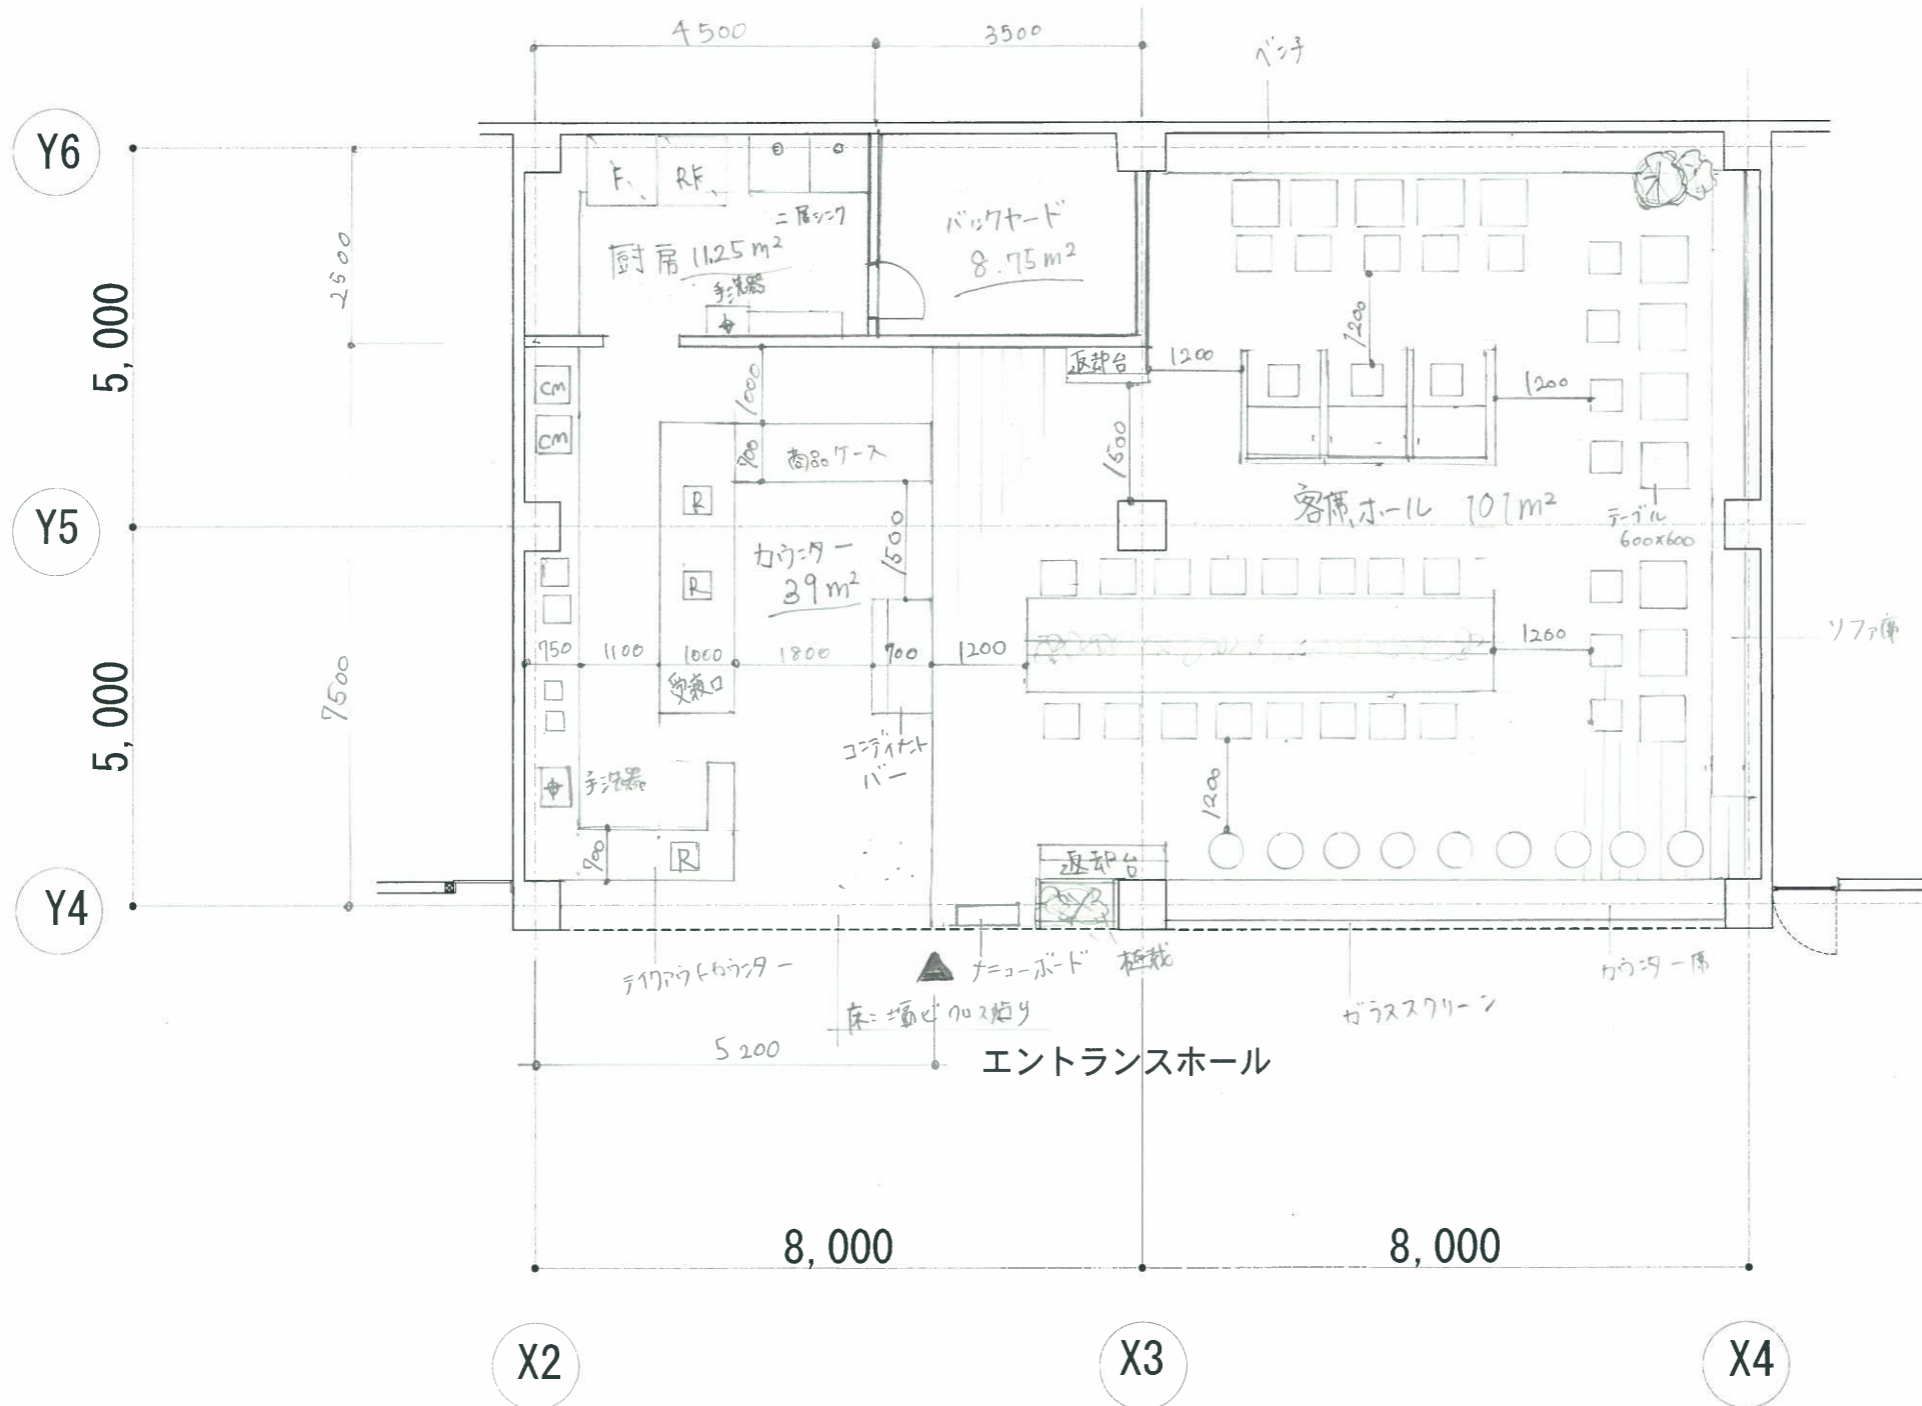 4500
3500
ベンチ
Y6
F
RF
二層シンク
厨房 11.25m²
手洗器
バックヤード
8.75m²
2500
5,000
返却台
1200
1200
1200
CM
CM
1000
700
商品ケース
1500
R
客席ホール 101m²
テーブル
600×600
Y5
カウンター
39m²
1500
R
750
1100
1000
1800
700
1200
1200
ソファ席
受渡口
7500
5,000
コンディメント
バー
手洗器
1200
700
R
返却台
Y4
テイクアウトカウンター
メニューボード
植栽
カウンター席
床:塩ビクロス貼り
ガラススクリーン
5200
エントランスホール
8,000
8,000
X2
X3
X4